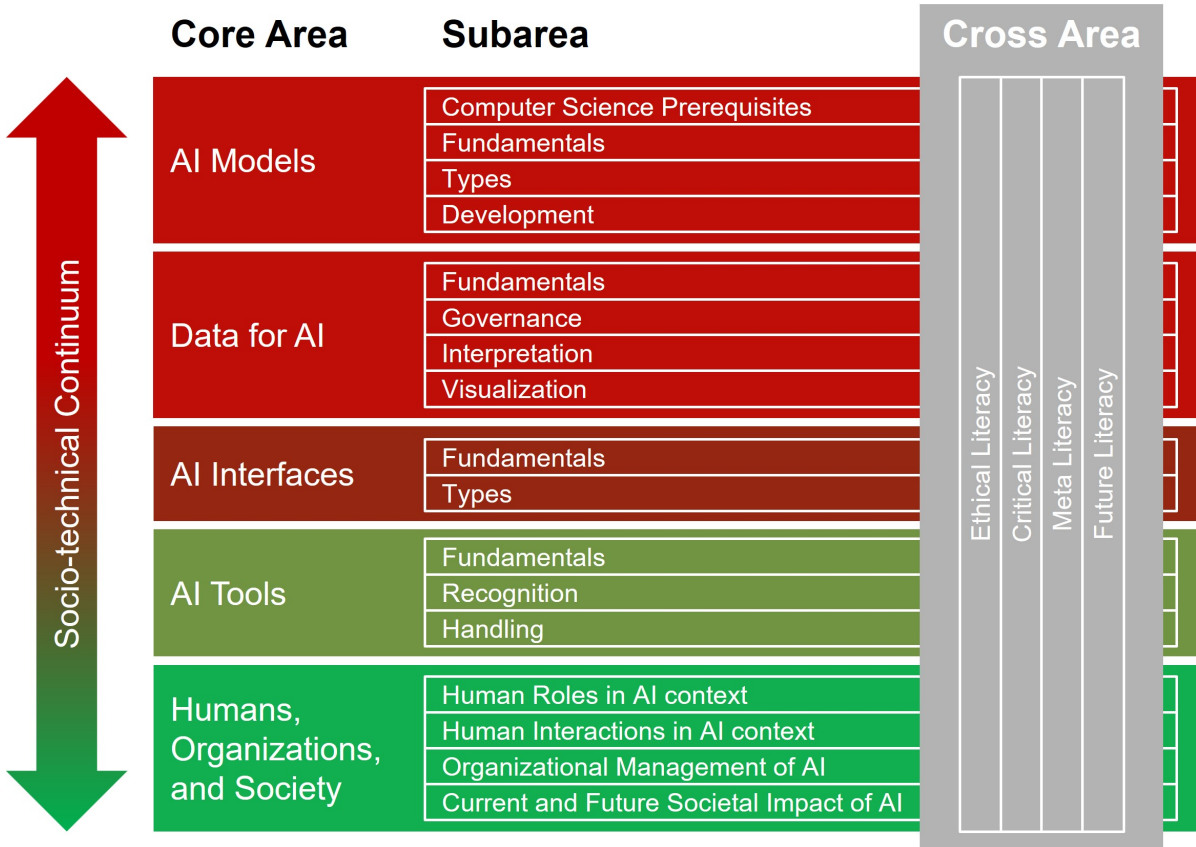 Core Area
Subarea
Cross Area
Socio-technical Continuum
AI Models
Computer Science Prerequisites
Fundamentals
Types
Development
Data for AI
Fundamentals
Governance
Interpretation
Visualization
AI Interfaces
Fundamentals
Types
AI Tools
Fundamentals
Recognition
Handling
Humans,
Organizations,
and Society
Human Roles in AI context
Human Interactions in AI context
Organizational Management of AI
Current and Future Societal Impact of AI
Ethical Literacy
Critical Literacy
Meta Literacy
Future Literacy